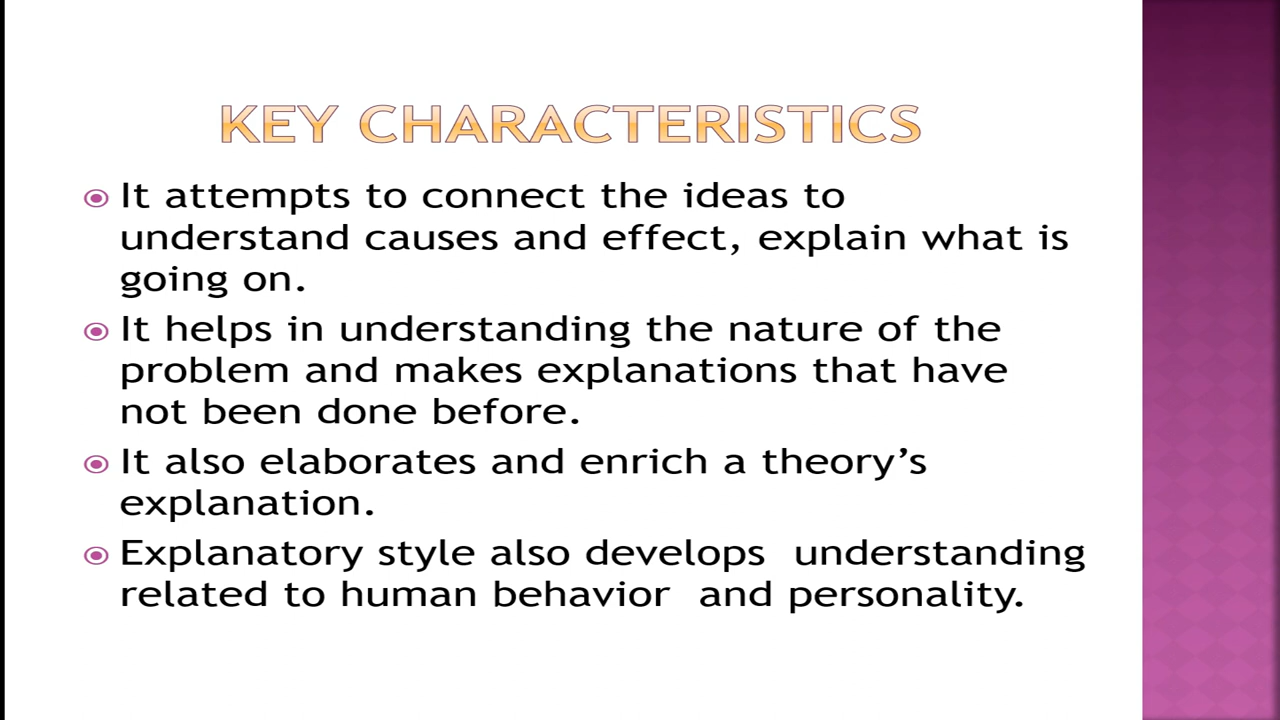 KEY CHARACTERISTICS
It attempts to connect the ideas to
understand causes and effect, explain what is
going on.
It helps in understanding the nature of the
problem and makes explanations that have
not been done before.
It also elaborates and enrich a theory’s
explanation.
Explanatory style also develops  understanding
related to human behavior  and personality.